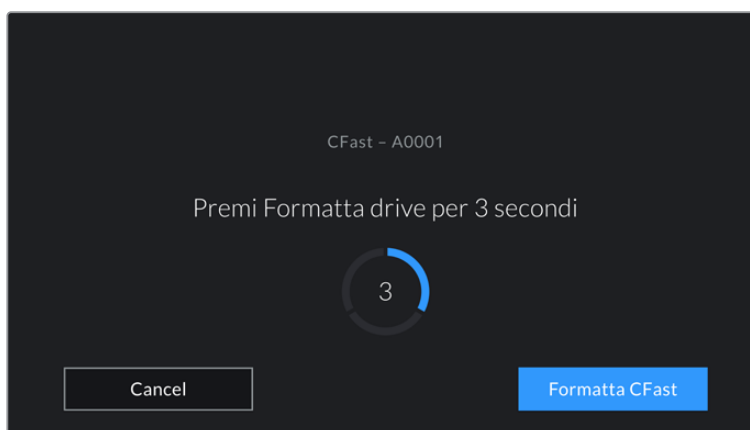 CFast – A0001
Premi Formatta drive per 3 secondi
3
Cancel
Formatta CFast